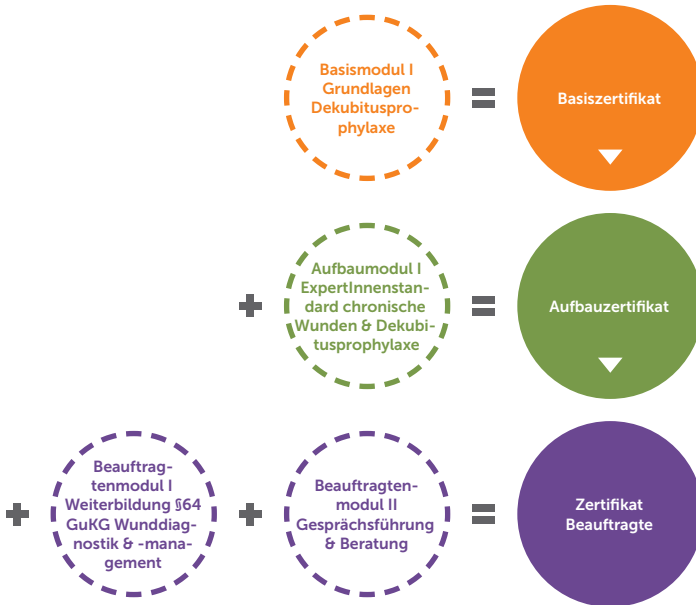 Basismodul I
Grundlagen
Dekubituspro-
phylaxe
=
Basiszertifikat
+
Aufbaumodul I
ExpertInnenstan-
dard chronische
Wunden & Dekubi-
tusprophylaxe
=
Aufbauzertifikat
+
Beauftrag-
tenmodul I
Weiterbildung §64
GuKG Wunddiag-
nostik & -mana-
gement
+
Beauftragten-
modul II
Gesprächsführung
& Beratung
=
Zertifikat
Beauftragte